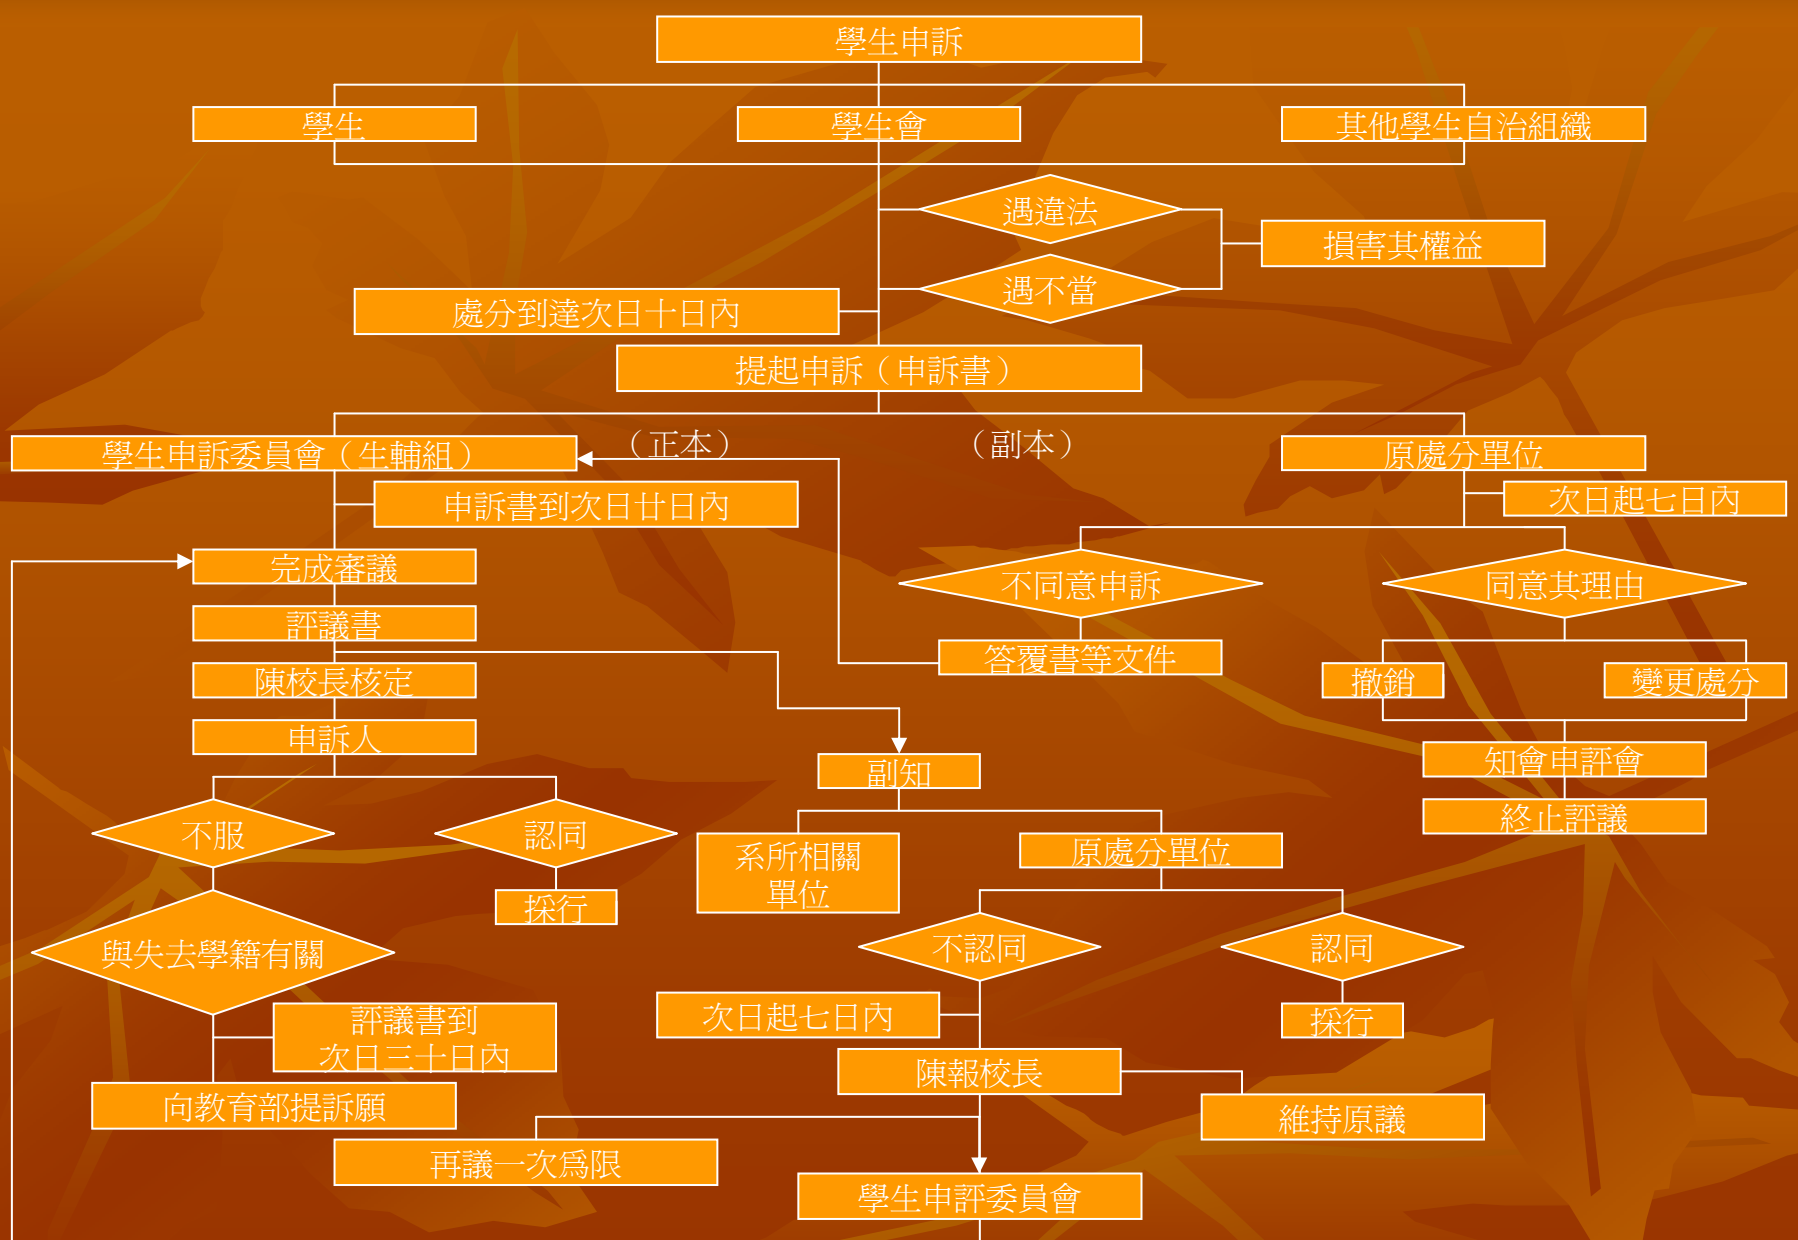 學生申訴
學生
學生會
其他學生自治組織
遇違法
損害其權益
遇不當
處分到達次日十日內
提起申訴（申訴書）
（正本）
（副本）
學生申訴委員會（生輔組）
原處分單位
申訴書到次日廿日內
次日起七日內
完成審議
不同意申訴
同意其理由
評議書
答覆書等文件
陳校長核定
撤銷
變更處分
申訴人
知會申評會
副知
終止評議
不服
認同
系所相關
單位
原處分單位
採行
與失去學籍有關
不認同
認同
評議書到
次日三十日內
次日起七日內
採行
陳報校長
向教育部提訴願
維持原議
再議一次為限
學生申評委員會